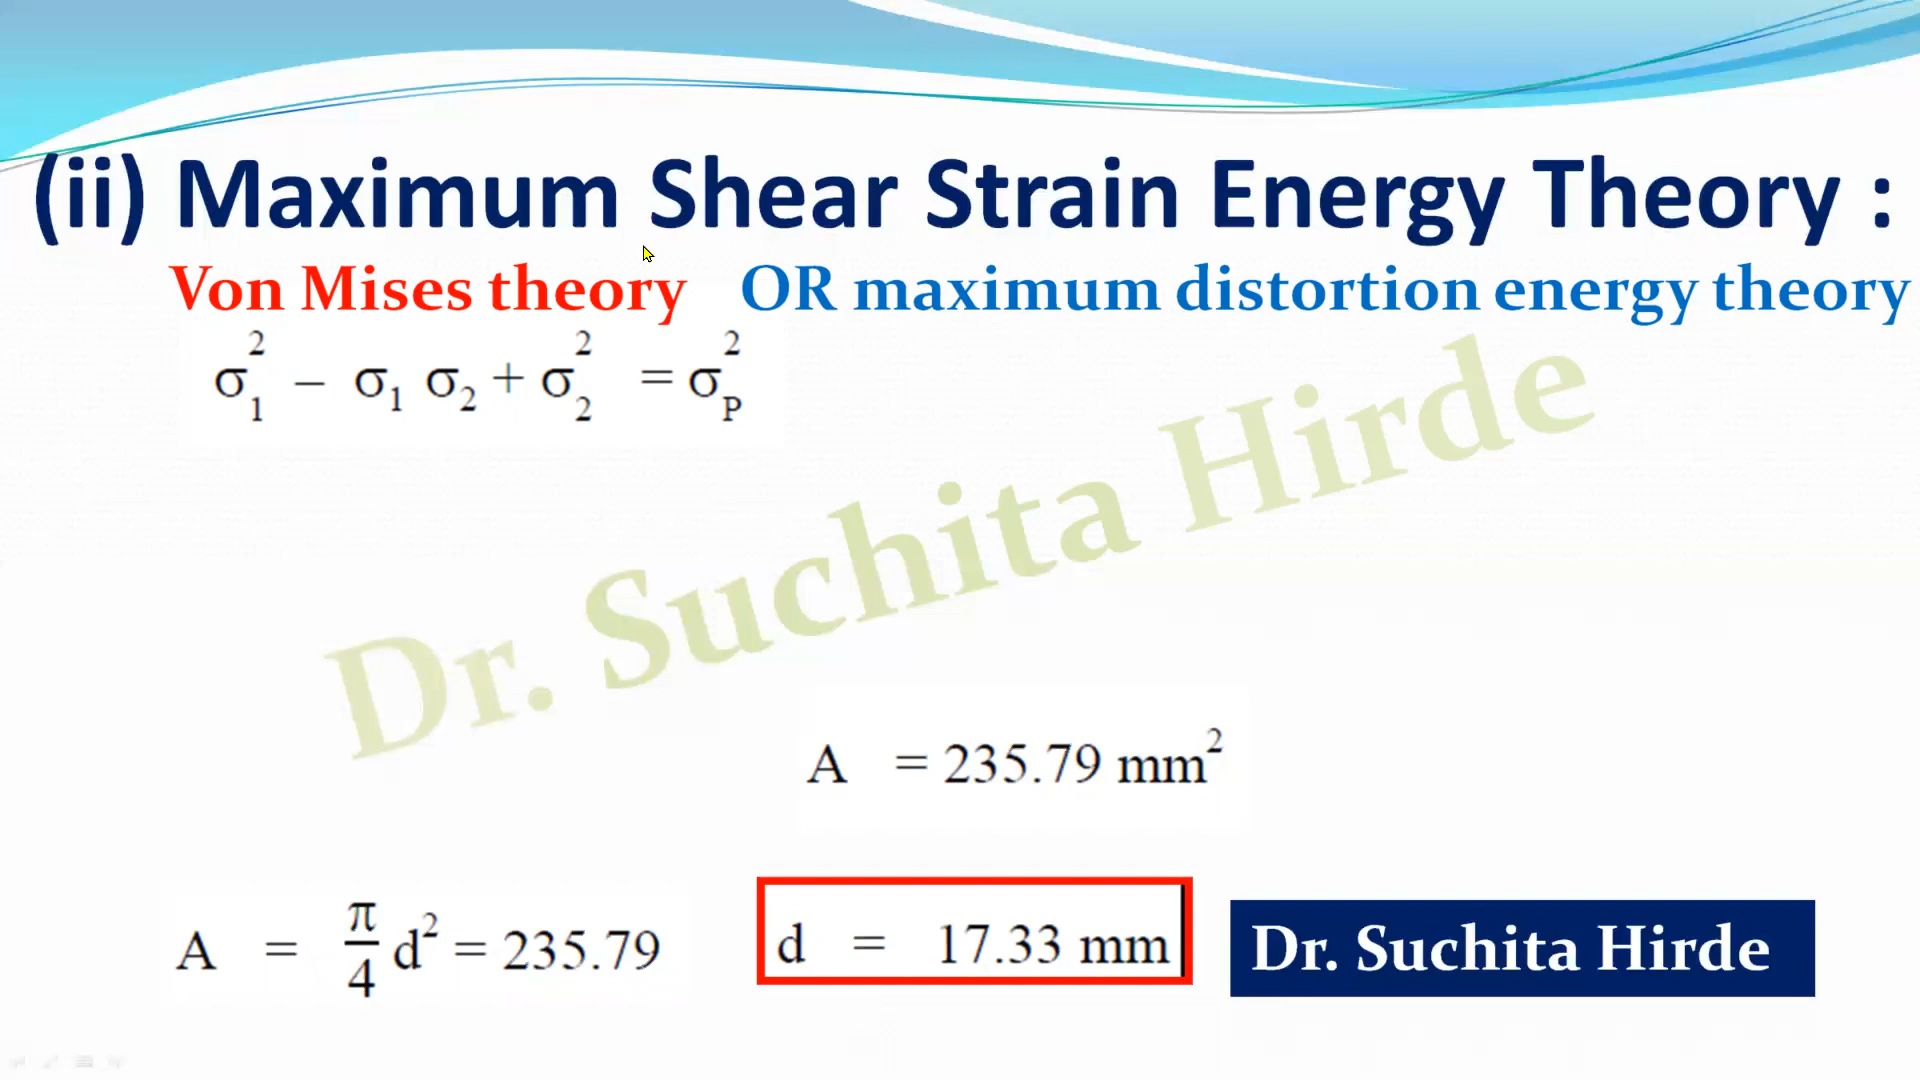 (ii) Maximum Shear Strain Energy Theory :
Von Mises theory OR maximum distortion energy theory
σ₁² – σ₁ σ₂ + σ₂² = σ_P²
Dr. Suchita Hirde
A = 235.79 mm²
A = π/4 d² = 235.79
d = 17.33 mm
Dr. Suchita Hirde